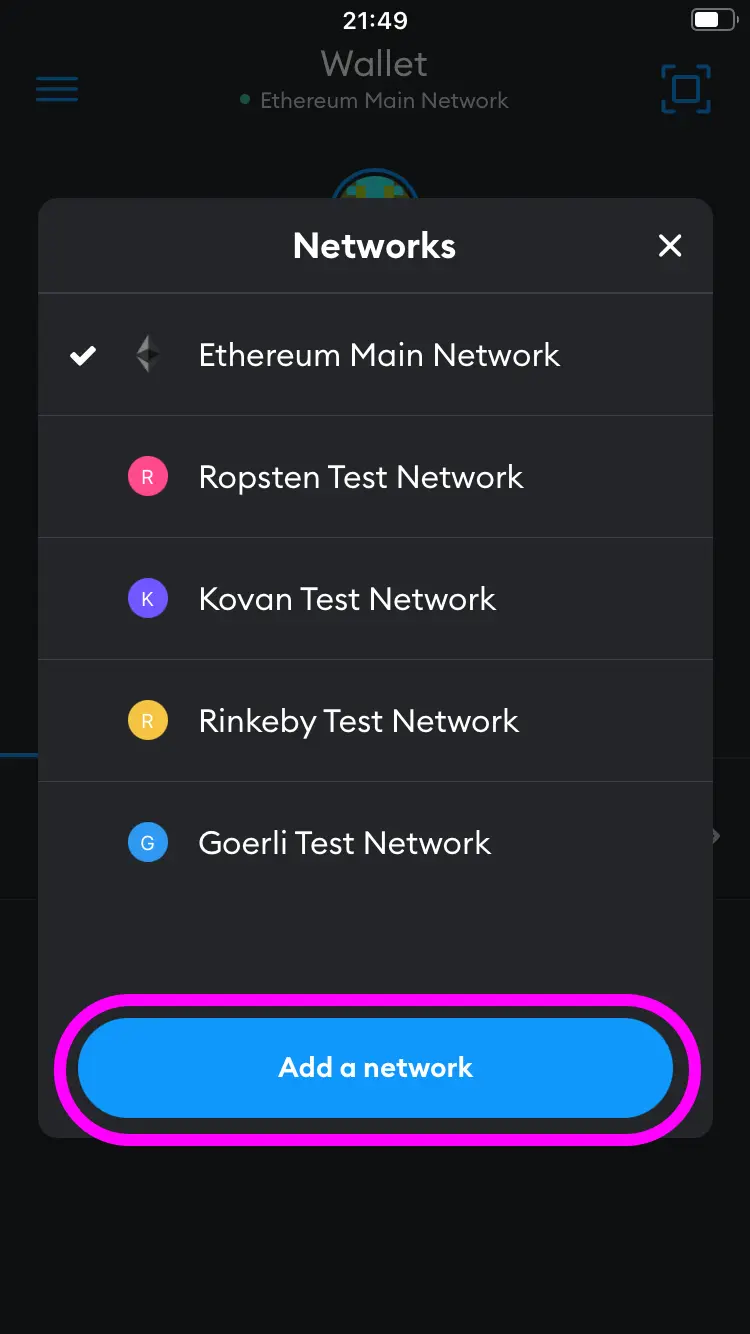 21:49
Wallet
Ethereum Main Network
Networks
Ethereum Main Network
R Ropsten Test Network
K Kovan Test Network
R Rinkeby Test Network
G Goerli Test Network
Add a network